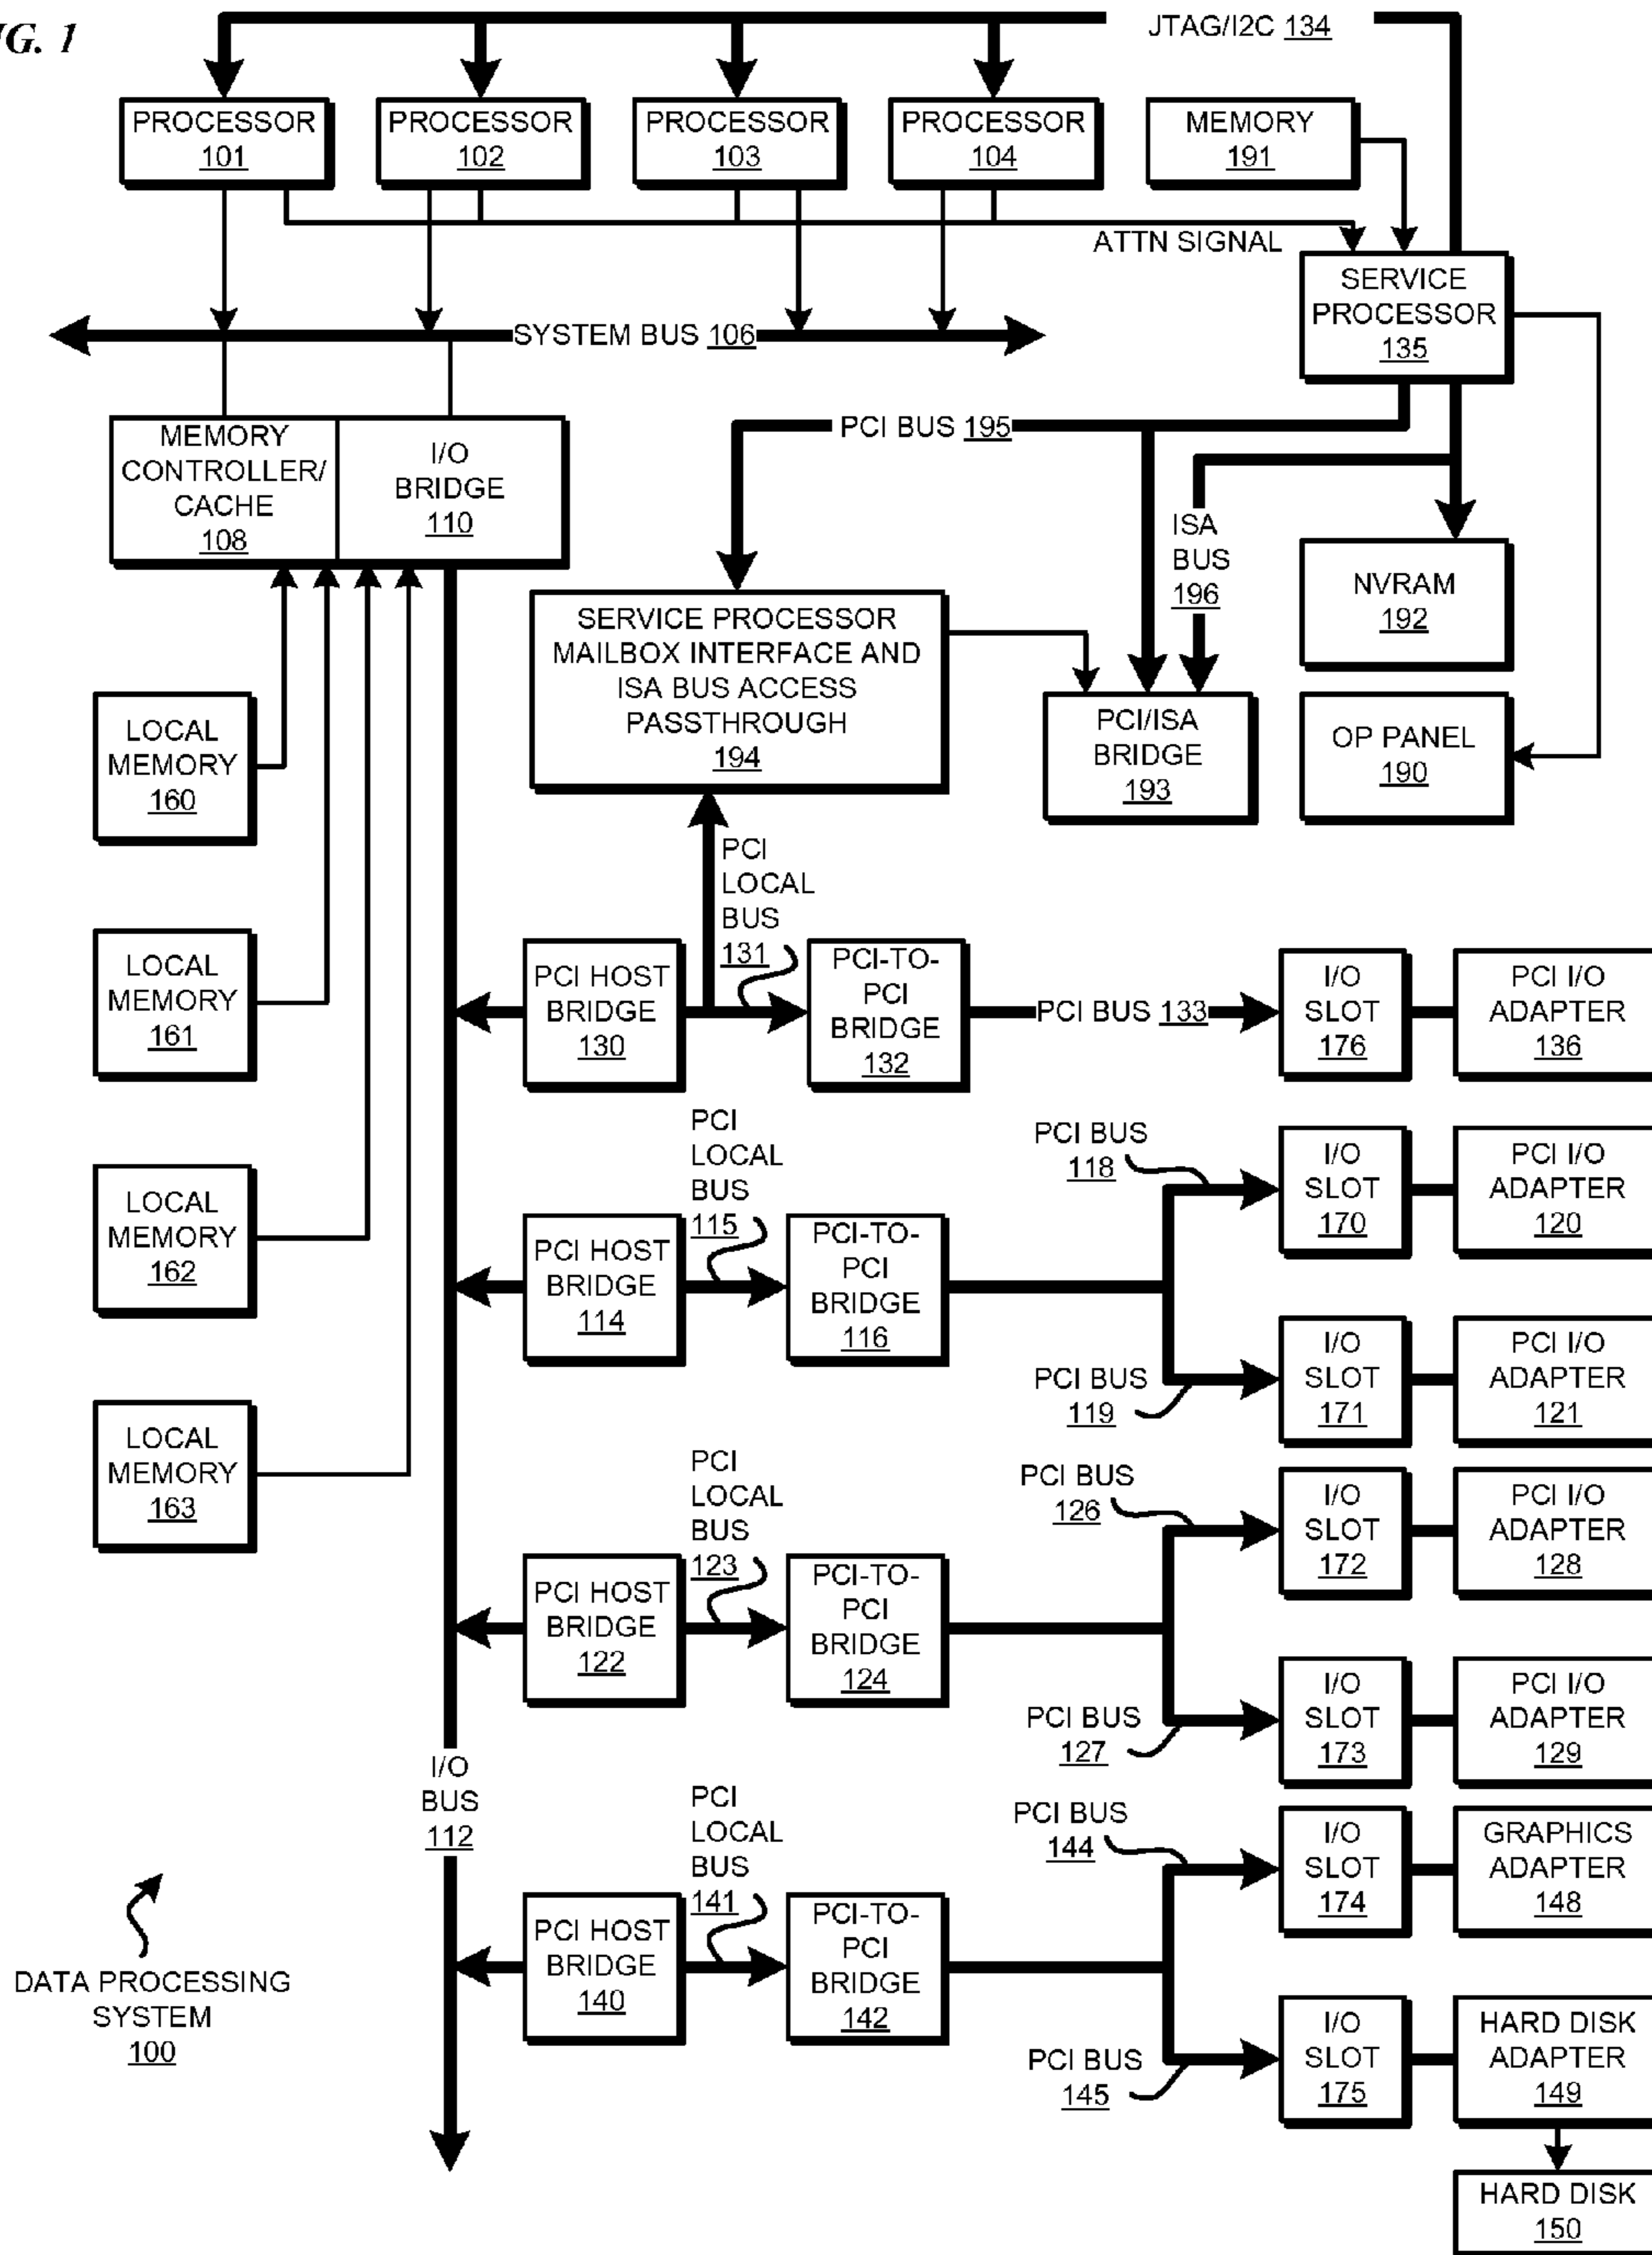 IG. 1
JTAG/I2C 134
PROCESSOR
101
PROCESSOR
102
PROCESSOR
103
PROCESSOR
104
MEMORY
191
ATTN SIGNAL
SERVICE
PROCESSOR
135
SYSTEM BUS 106
MEMORY
CONTROLLER/
CACHE
108
I/O
BRIDGE
110
PCI BUS 195
ISA
BUS
196
NVRAM
192
SERVICE PROCESSOR
MAILBOX INTERFACE AND
ISA BUS ACCESS
PASSTHROUGH
194
PCI/ISA
BRIDGE
193
OP PANEL
190
LOCAL
MEMORY
160
LOCAL
MEMORY
161
LOCAL
MEMORY
162
LOCAL
MEMORY
163
PCI HOST
BRIDGE
130
PCI
LOCAL
BUS
131
PCI-TO-
PCI
BRIDGE
132
PCI BUS 133
I/O
SLOT
176
PCI I/O
ADAPTER
136
PCI HOST
BRIDGE
114
PCI
LOCAL
BUS
115
PCI-TO-
PCI
BRIDGE
116
PCI BUS
118
I/O
SLOT
170
PCI I/O
ADAPTER
120
PCI BUS
119
I/O
SLOT
171
PCI I/O
ADAPTER
121
PCI HOST
BRIDGE
122
PCI
LOCAL
BUS
123
PCI-TO-
PCI
BRIDGE
124
PCI BUS
126
I/O
SLOT
172
PCI I/O
ADAPTER
128
PCI BUS
127
I/O
SLOT
173
PCI I/O
ADAPTER
129
I/O
BUS
112
PCI HOST
BRIDGE
140
PCI
LOCAL
BUS
141
PCI-TO-
PCI
BRIDGE
142
PCI BUS
144
I/O
SLOT
174
GRAPHICS
ADAPTER
148
PCI BUS
145
I/O
SLOT
175
HARD DISK
ADAPTER
149
HARD DISK
150
DATA PROCESSING
SYSTEM
100